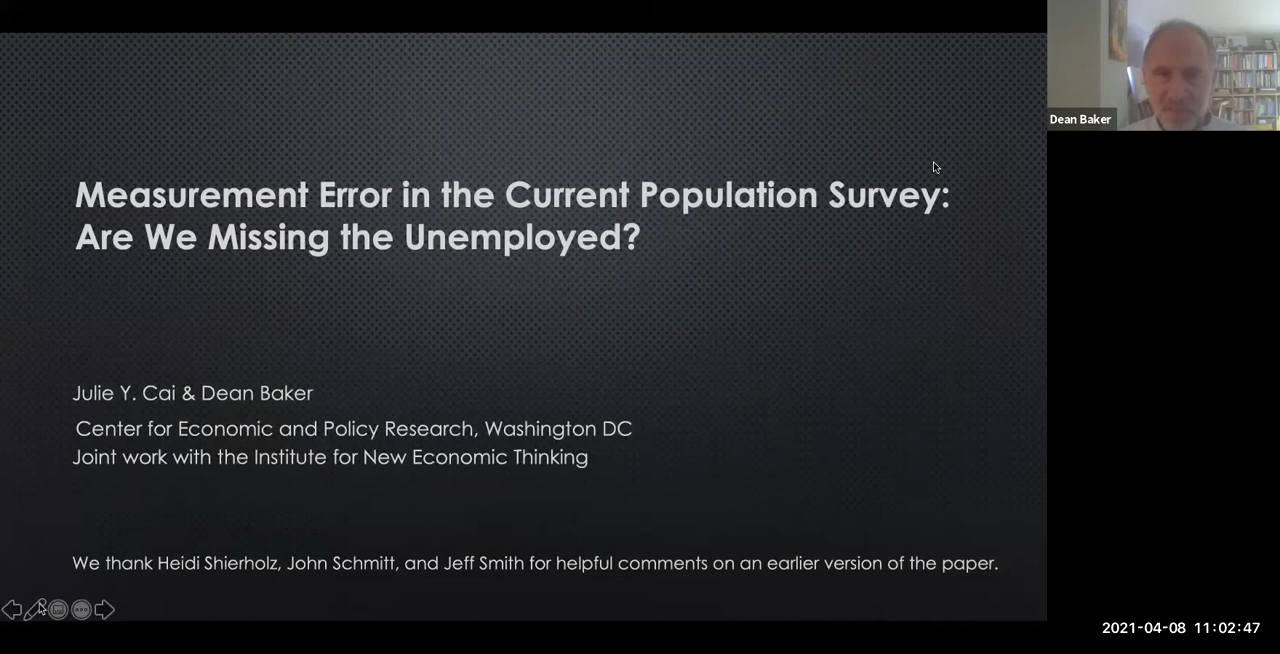 Dean Baker
Measurement Error in the Current Population Survey:
Are We Missing the Unemployed?
Julie Y. Cai & Dean Baker
Center for Economic and Policy Research, Washington DC
Joint work with the Institute for New Economic Thinking
We thank Heidi Shierholz, John Schmitt, and Jeff Smith for helpful comments on an earlier version of the paper.
2021-04-08 11:02:47